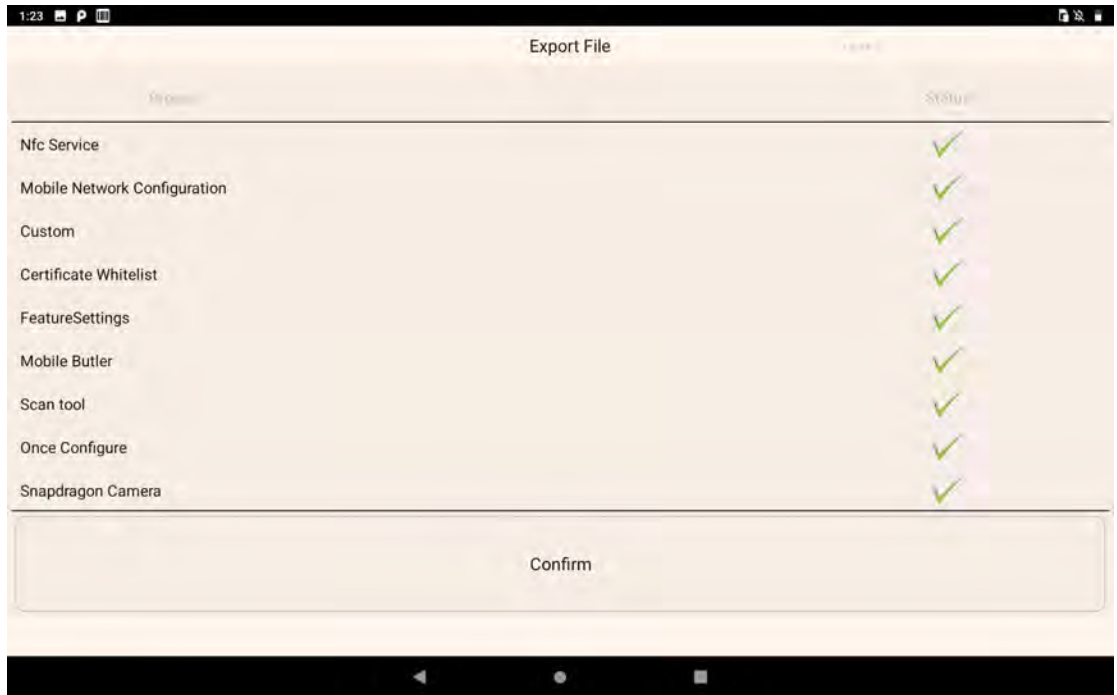 1:23
Export File
Status
Nfc Service
Mobile Network Configuration
Custom
Certificate Whitelist
FeatureSettings
Mobile Butler
Scan tool
Once Configure
Snapdragon Camera
Confirm